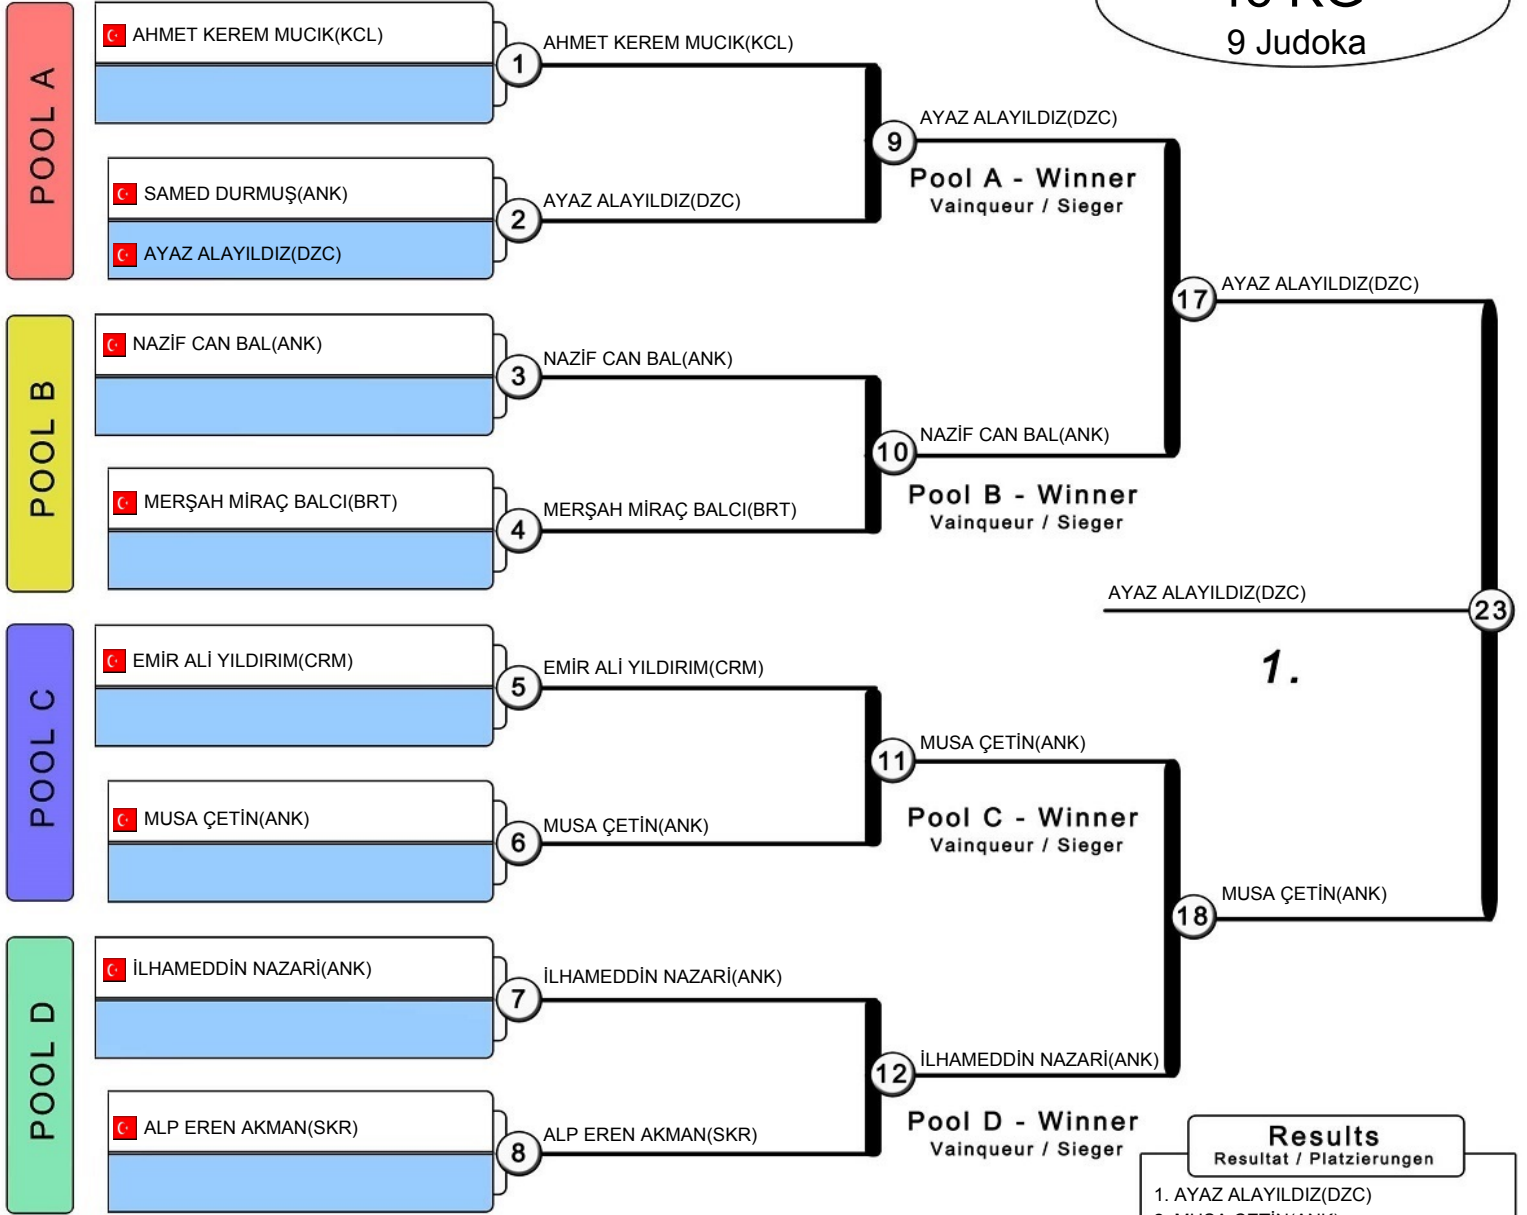 9 Judoka
POOL A
AHMET KEREM MUCIK(KCL)
1
AHMET KEREM MUCIK(KCL)
SAMED DURMUŞ(ANK)
AYAZ ALAYILDIZ(DZC)
2
AYAZ ALAYILDIZ(DZC)
9
AYAZ ALAYILDIZ(DZC)
Pool A - Winner
Vainqueur / Sieger
POOL B
NAZİF CAN BAL(ANK)
3
NAZİF CAN BAL(ANK)
MERŞAH MİRAÇ BALCI(BRT)
4
MERŞAH MİRAÇ BALCI(BRT)
10
NAZİF CAN BAL(ANK)
Pool B - Winner
Vainqueur / Sieger
17
AYAZ ALAYILDIZ(DZC)
AYAZ ALAYILDIZ(DZC)
23
1.
POOL C
EMİR ALİ YILDIRIM(CRM)
5
EMİR ALİ YILDIRIM(CRM)
MUSA ÇETİN(ANK)
6
MUSA ÇETİN(ANK)
11
MUSA ÇETİN(ANK)
Pool C - Winner
Vainqueur / Sieger
18
MUSA ÇETİN(ANK)
POOL D
İLHAMEDDİN NAZARİ(ANK)
7
İLHAMEDDİN NAZARİ(ANK)
ALP EREN AKMAN(SKR)
8
ALP EREN AKMAN(SKR)
12
İLHAMEDDİN NAZARİ(ANK)
Pool D - Winner
Vainqueur / Sieger
Results
Resultat / Platzierungen
1. AYAZ ALAYILDIZ(DZC)